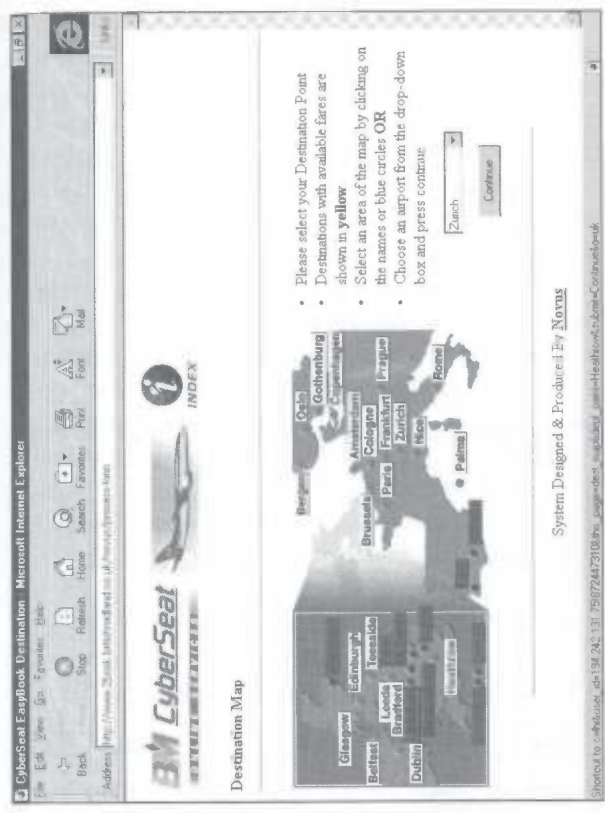 CyberSeat EasyBook Destination - Microsoft Internet Explorer
File Edit View Go Favorites Help
Back Stop Refresh Home Search Favorites Print Font Mail
Address
BM CyberSeat
INDEX
Destination Map
Bergen
Oslo
Gothenburg
Copenhagen
Glasgow
Edinburgh
Teesside
Belfast
Leeds
Bradford
Dublin
Heathrow
Amsterdam
Brussels
Cologne
Paris
Frankfurt
Prague
Zurich
Nice
Rome
Palma
• Please select your Destination Point
• Destinations with available fares are
shown in yellow
• Select an area of the map by clicking on
the names or blue circles OR
• Choose an airport from the drop-down
box and press continue
Zurich
Continue
System Designed & Produced By Novus